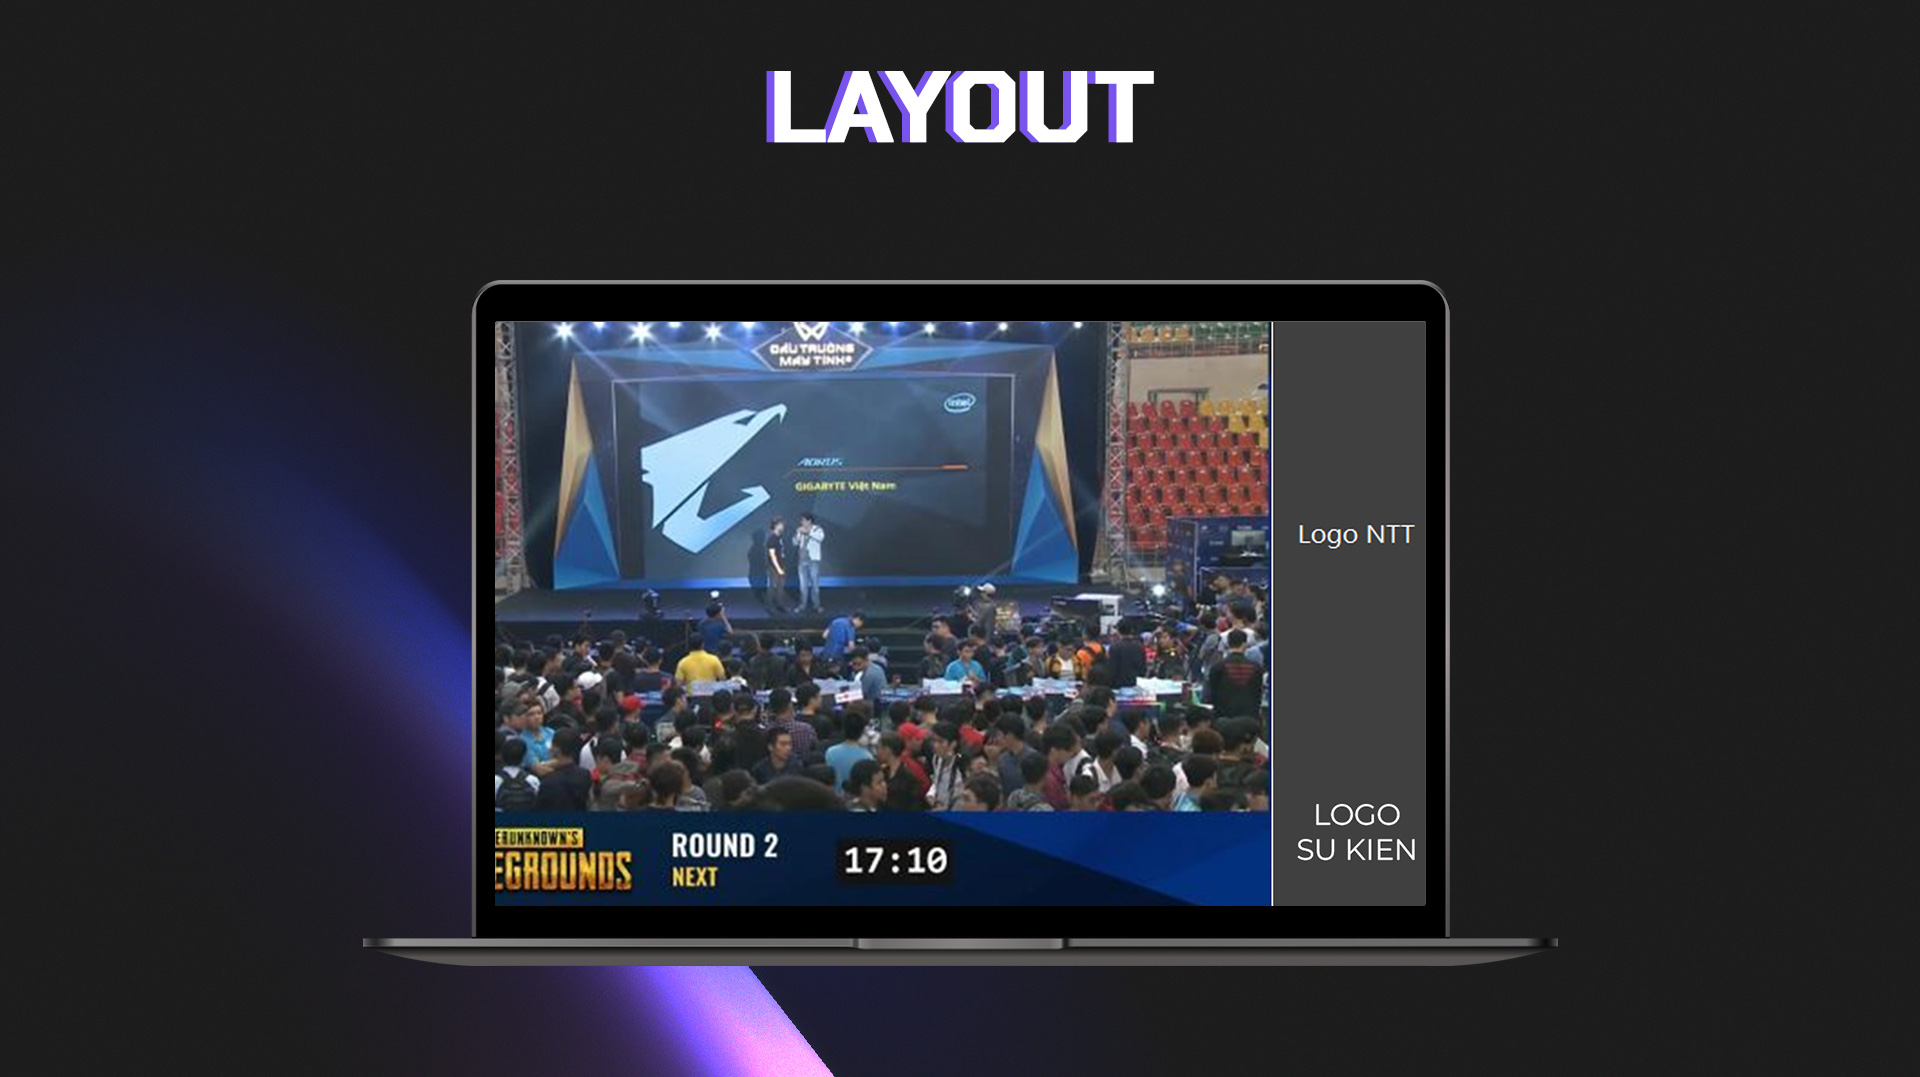 LAYOUT
ĐẤU TRƯỜNG
MÁY TÍNH
intel
AORUS
GIGABYTE Việt Nam
Logo NTT
LOGO
SU KIEN
ERUNKNOWN'S
EGROUNDS
ROUND 2
NEXT
17:10